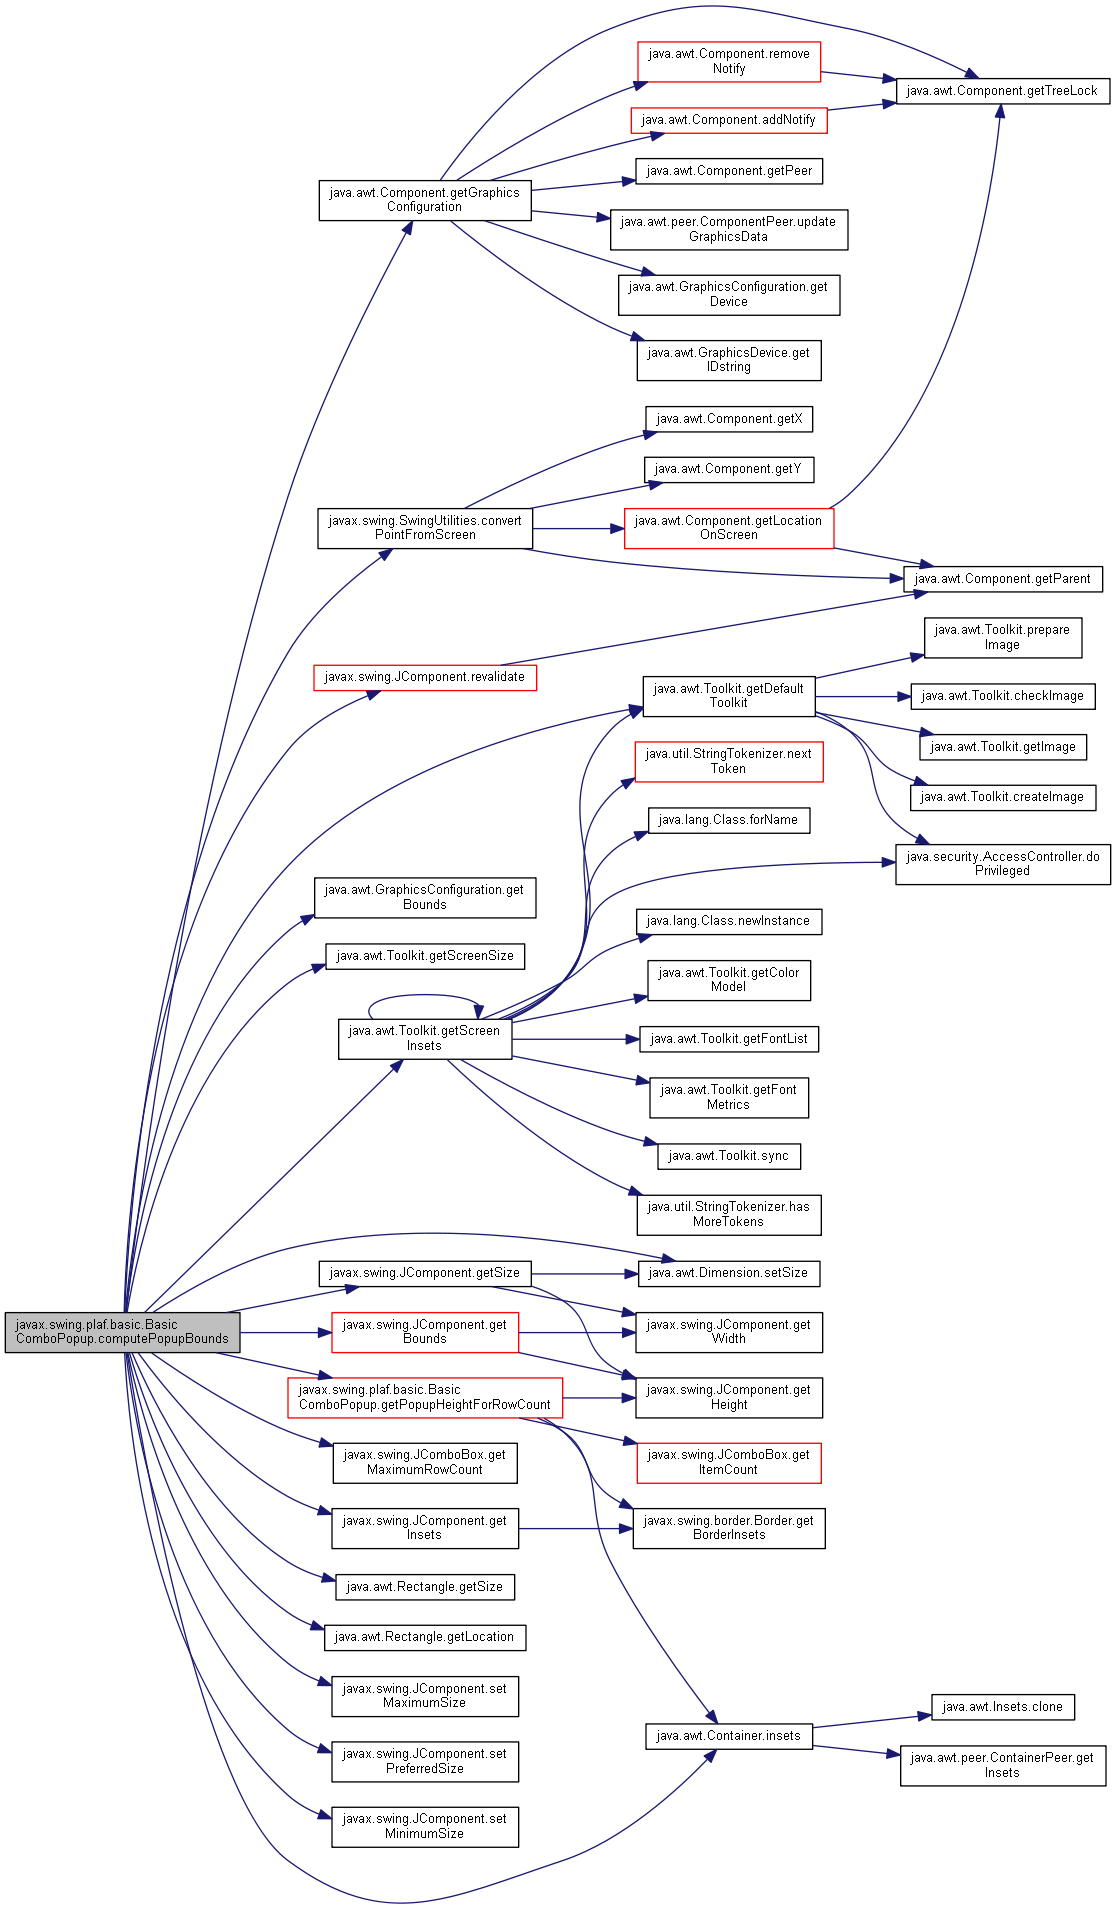 java.awt.Component.remove
Notify
java.awt.Component.getTreeLock
java.awt.Component.addNotify
java.awt.Component.getPeer
java.awt.Component.getGraphics
Configuration
java.awt.peer.ComponentPeer.update
GraphicsData
java.awt.GraphicsConfiguration.get
Device
java.awt.GraphicsDevice.get
IDstring
java.awt.Component.getX
java.awt.Component.getY
javax.swing.SwingUtilities.convert
PointFromScreen
java.awt.Component.getLocation
OnScreen
java.awt.Component.getParent
java.awt.Toolkit.prepare
Image
javax.swing.JComponent.revalidate
java.awt.Toolkit.getDefault
Toolkit
java.awt.Toolkit.checkImage
java.awt.Toolkit.getImage
java.util.StringTokenizer.next
Token
java.awt.Toolkit.createImage
java.lang.Class.forName
java.security.AccessController.do
Privileged
java.awt.GraphicsConfiguration.get
Bounds
java.lang.Class.newInstance
java.awt.Toolkit.getScreenSize
java.awt.Toolkit.getColor
Model
java.awt.Toolkit.getScreen
Insets
java.awt.Toolkit.getFontList
java.awt.Toolkit.getFont
Metrics
java.awt.Toolkit.sync
java.util.StringTokenizer.has
MoreTokens
javax.swing.JComponent.getSize
java.awt.Dimension.setSize
javax.swing.plaf.basic.Basic
ComboPopup.computePopupBounds
javax.swing.JComponent.get
Bounds
javax.swing.JComponent.get
Width
javax.swing.plaf.basic.Basic
ComboPopup.getPopupHeightForRowCount
javax.swing.JComponent.get
Height
javax.swing.JComboBox.get
MaximumRowCount
javax.swing.JComboBox.get
ItemCount
javax.swing.JComponent.get
Insets
javax.swing.border.Border.get
BorderInsets
java.awt.Rectangle.getSize
java.awt.Rectangle.getLocation
javax.swing.JComponent.set
MaximumSize
java.awt.Insets.clone
java.awt.Container.insets
javax.swing.JComponent.set
PreferredSize
java.awt.peer.ContainerPeer.get
Insets
javax.swing.JComponent.set
MinimumSize